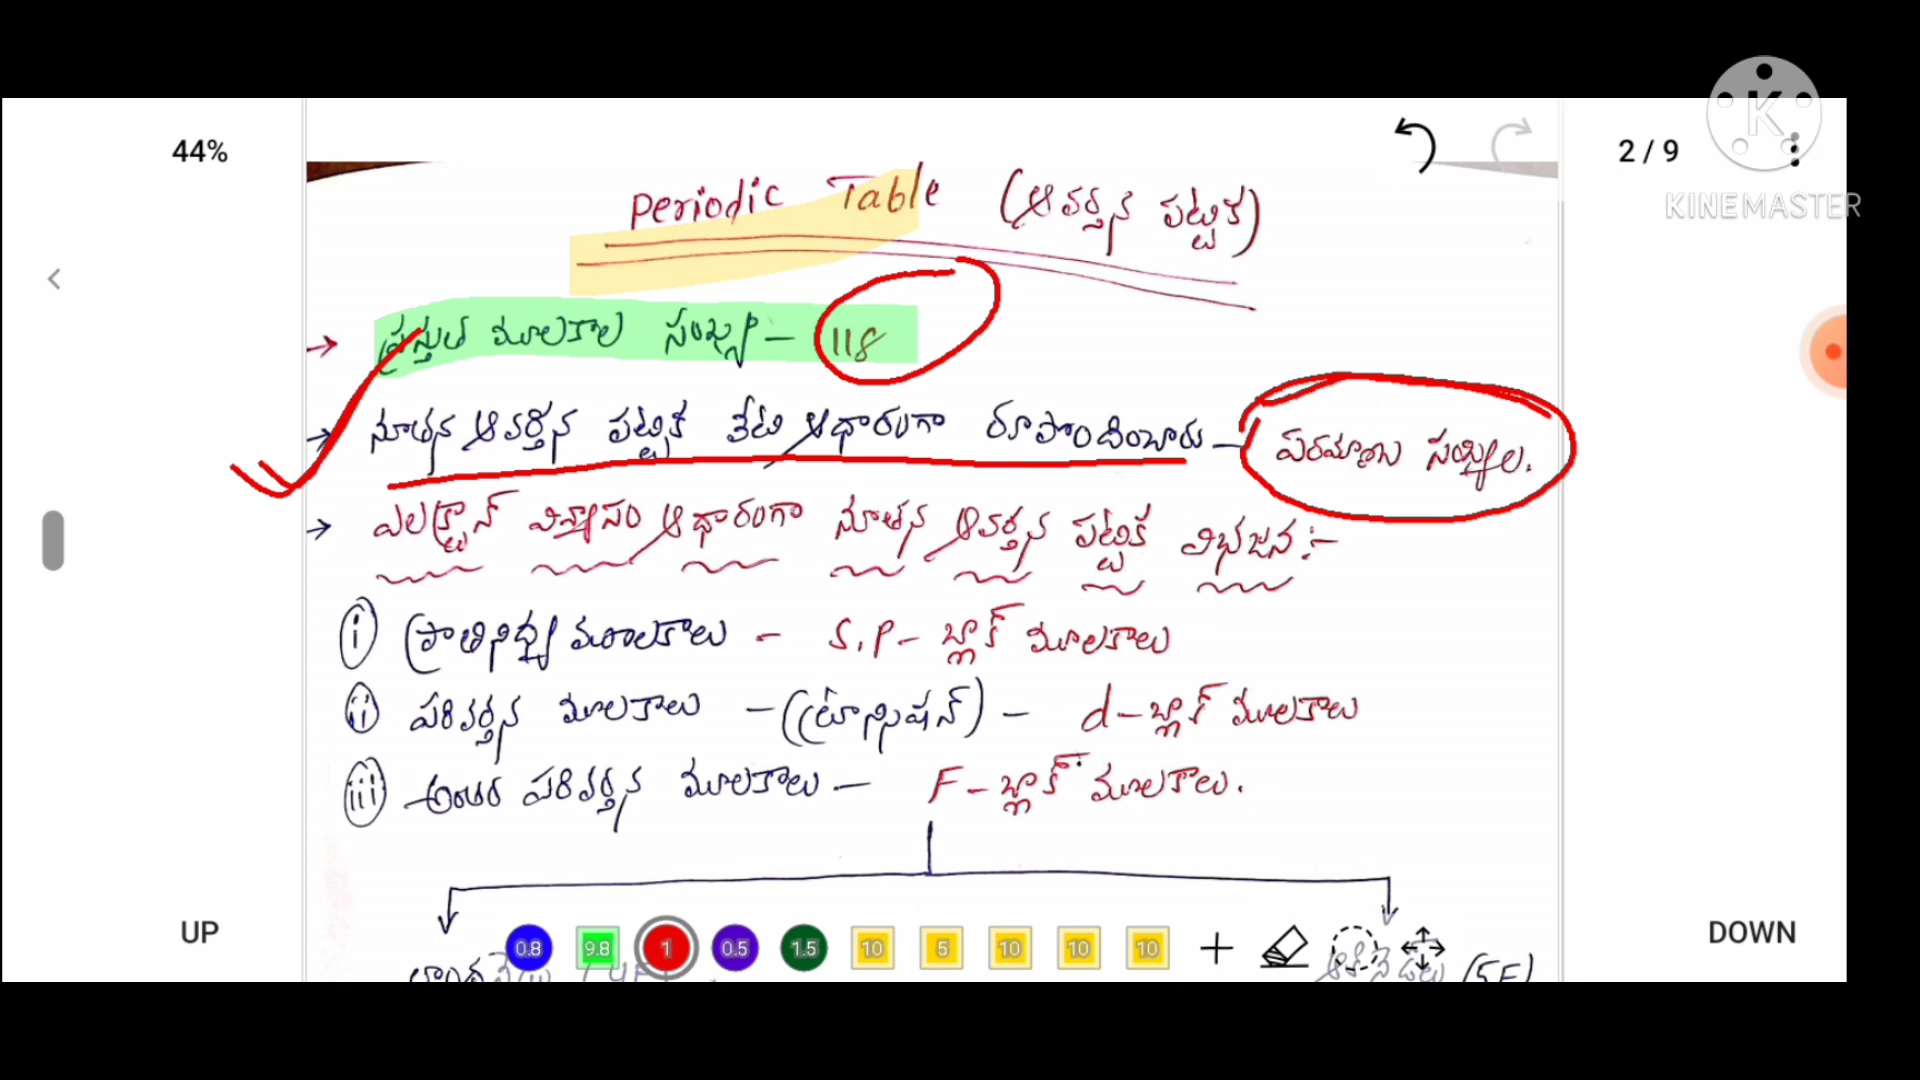 44%
2 / 9
KINEMASTER
Periodic Table (ఆవర్తన పట్టిక)
→ ప్రస్తుత మూలకాల సంఖ్య - 118
→ నూతన ఆవర్తన పట్టిక దేని ఆధారంగా రూపొందించారు - పరమాణు సంఖ్యల.
→ ఎలక్ట్రాన్ విన్యాసం ఆధారంగా నూతన ఆవర్తన పట్టిక విభజన :-
(i) ప్రాతినిధ్య మూలకాలు - S.P - బ్లాక్ మూలకాలు
(ii) పరివర్తన మూలకాలు - (ట్రాన్సిషన్) - d - బ్లాక్ మూలకాలు
(iii) అంతర పరివర్తన మూలకాలు - F - బ్లాక్ మూలకాలు.
UP
DOWN
0.8 9.8 1 0.5 1.5 10 5 10 10 10
(5F)